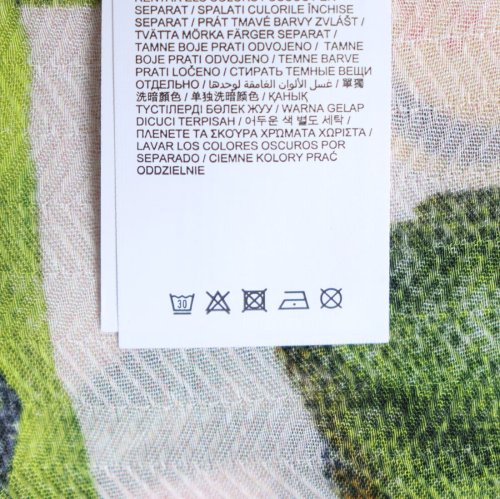 SEPARAT / SPALATI CULORILE ÎNCHISE
SEPARAT / PRÁT TMAVÉ BARVY ZVLÁŠŤ /
TVÄTTA MÖRKA FÄRGER SEPARAT /
TAMNE BOJE PRATI ODVOJENO / TAMNE
BOJE PRATI ODVOJENO / TEMNE BARVE
PRATI LOČENO / СТИРАТЬ ТЕМНЫЕ ВЕЩИ
ОТДЕЛЬНО / غسل الألوان الغامقة لوحدها / 單獨
洗暗顏色 / 单独洗暗颜色 / ҚАНЫҚ
ТҮСТІЛЕРДІ БӨЛЕК ЖУУ / WARNA GELAP
DICUCI TERPISAH / 어두운 색 별도 세탁 /
ΠΛΕΝΕΤΕ ΤΑ ΣΚΟΥΡΑ ΧΡΩΜΑΤΑ ΧΩΡΙΣΤΑ /
LAVAR LOS COLORES OSCUROS POR
SEPARADO / CIEMNE KOLORY PRAĆ
ODDZIELNIE
30